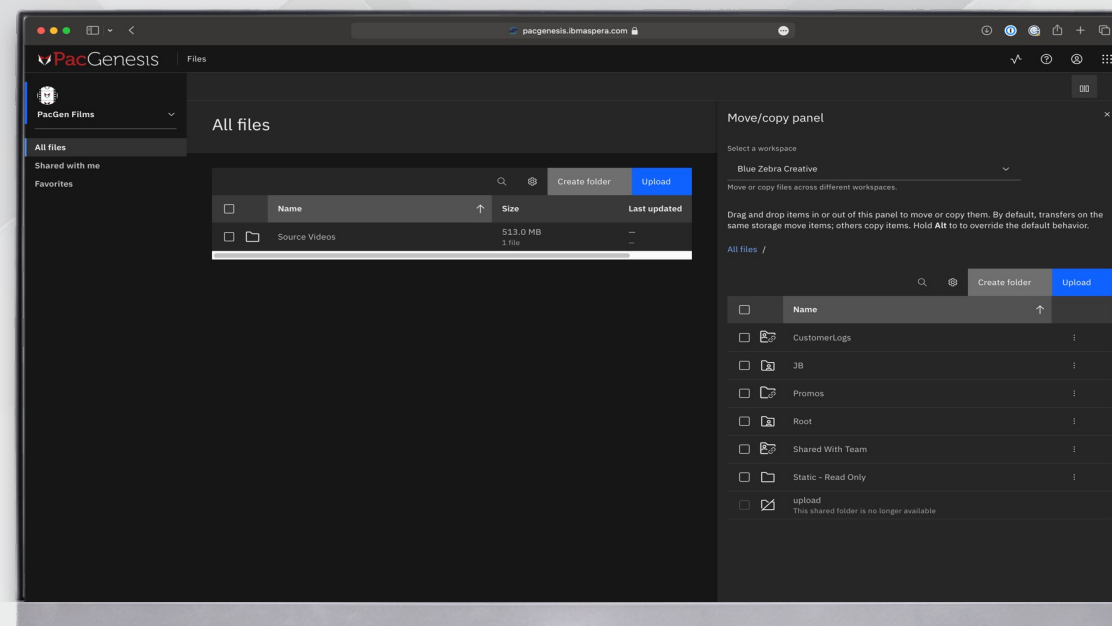 pacgenesis.ibmaspera.com
PacGenesis
Files
PacGen Films
All files
Shared with me
Favorites
All files
Create folder
Upload
Name
Size
Last updated
Source Videos
513.0 MB
—
1 file
—
Move/copy panel
Select a workspace
Blue Zebra Creative
Move or copy files across different workspaces.
Drag and drop items in or out of this panel to move or copy them. By default, transfers on the
same storage move items; others copy items. Hold Alt to to override the default behavior.
All files /
Create folder
Upload
Name
CustomerLogs
JB
Promos
Root
Shared With Team
Static - Read Only
upload
This shared folder is no longer available